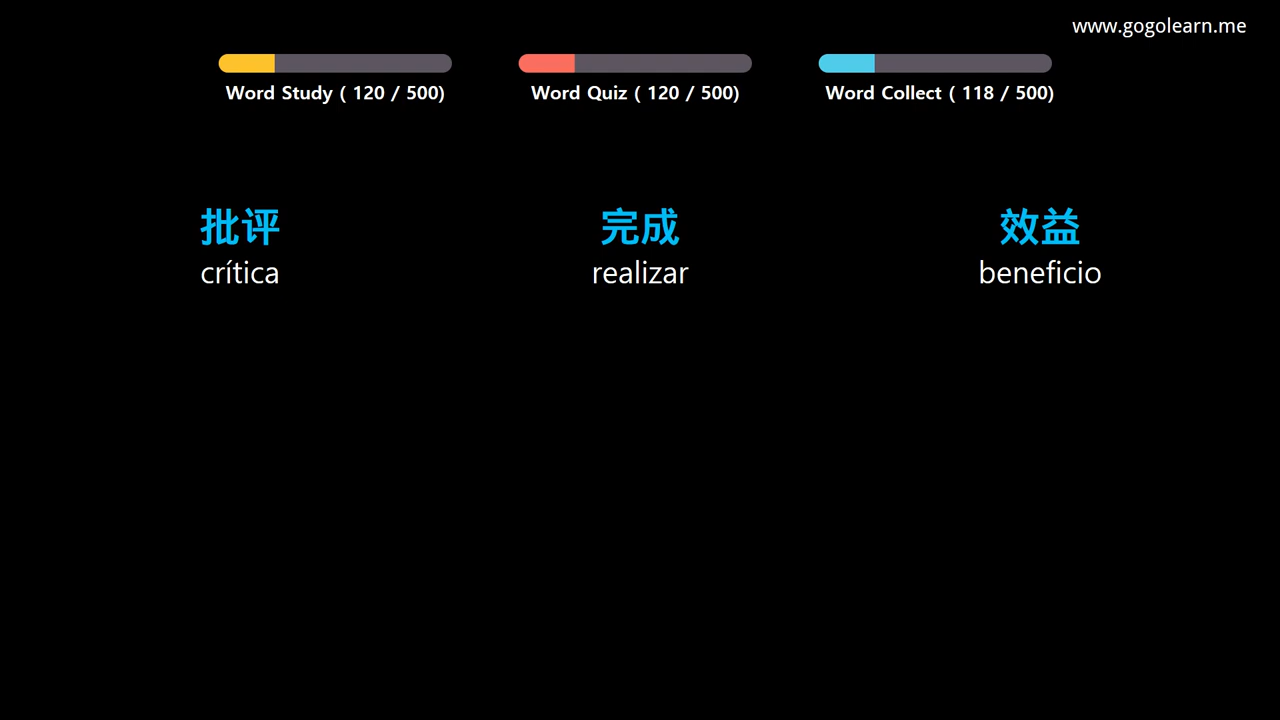 www.gogolearn.me
Word Study ( 120 / 500)
Word Quiz ( 120 / 500)
Word Collect ( 118 / 500)
批评
crítica
完成
realizar
效益
beneficio